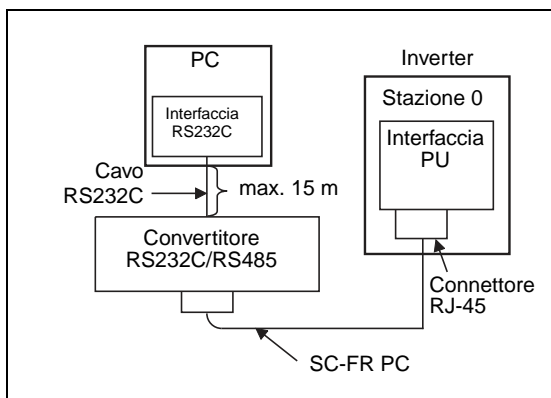 PC
Interfaccia
RS232C
Cavo
RS232C
max. 15 m
Convertitore
RS232C/RS485
SC-FR PC
Inverter
Stazione 0
Interfaccia
PU
Connettore
RJ-45